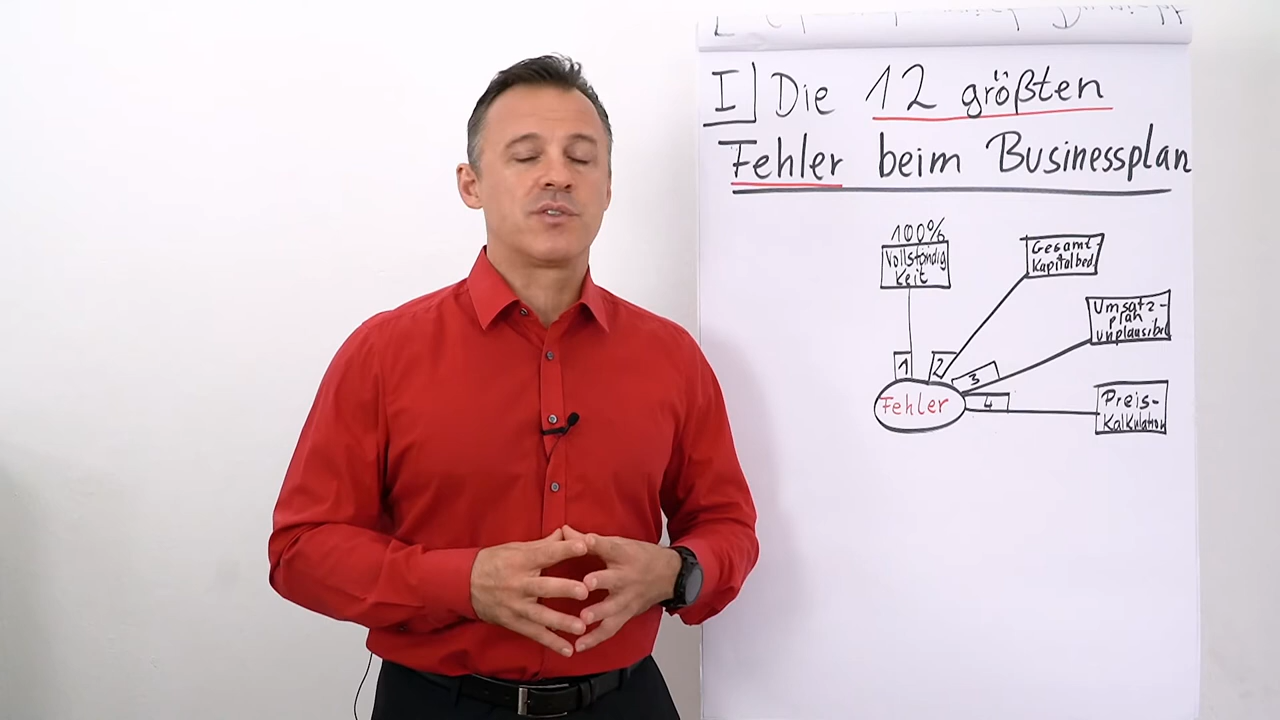 I Die 12 größten
Fehler beim Businessplan
100%
Vollständig
Keit
Gesamt-
Kapitalbed.
Umsatz-
plan
unplausibel
Preis-
Kalkulation
1
2
3
4
Fehler